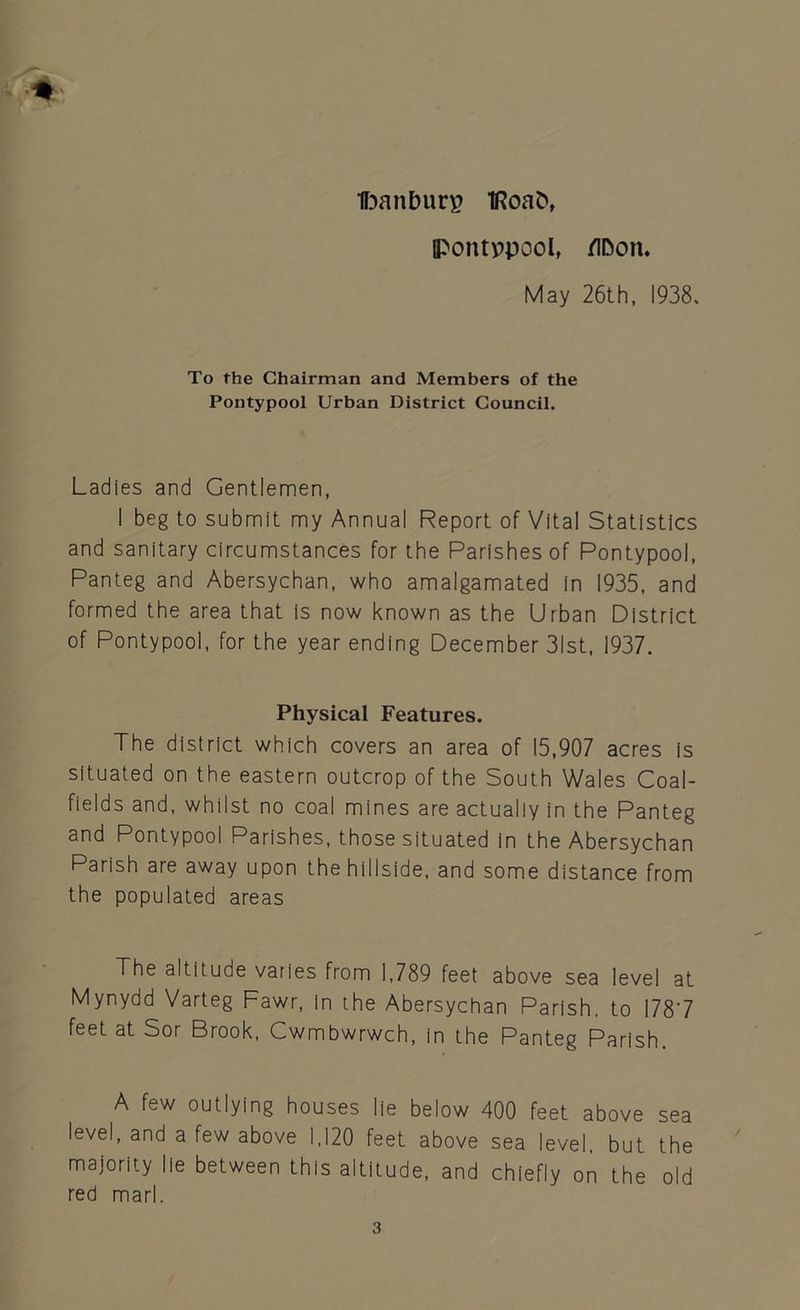 Hanbury Road,
Pontypool, Mon.
May 26th, 1938.
To the Chairman and Members of the
Pontypool Urban District Council.
Ladies and Gentlemen,
I beg to submit my Annual Report of Vital Statistics
and sanitary circumstances for the Parishes of Pontypool,
Panteg and Abersychan, who amalgamated in 1935, and
formed the area that is now known as the Urban District
of Pontypool, for the year ending December 31st, 1937.
Physical Features.
The district which covers an area of 15,907 acres is
situated on the eastern outcrop of the South Wales Coal-
fields and, whilst no coal mines are actually in the Panteg
and Pontypool Parishes, those situated in the Abersychan
Parish are away upon the hillside, and some distance from
the populated areas
The altitude varies from 1,789 feet above sea level at
Mynydd Varteg Fawr, in the Abersychan Parish, to 178·7
feet at Sor Brook, Cwmbwrwch, in the Panteg Parish.
A few outlying houses lie below 400 feet above sea
level, and a few above 1,120 feet above sea level, but the
majority lie between this altitude, and chiefly on the old
red marl.
3